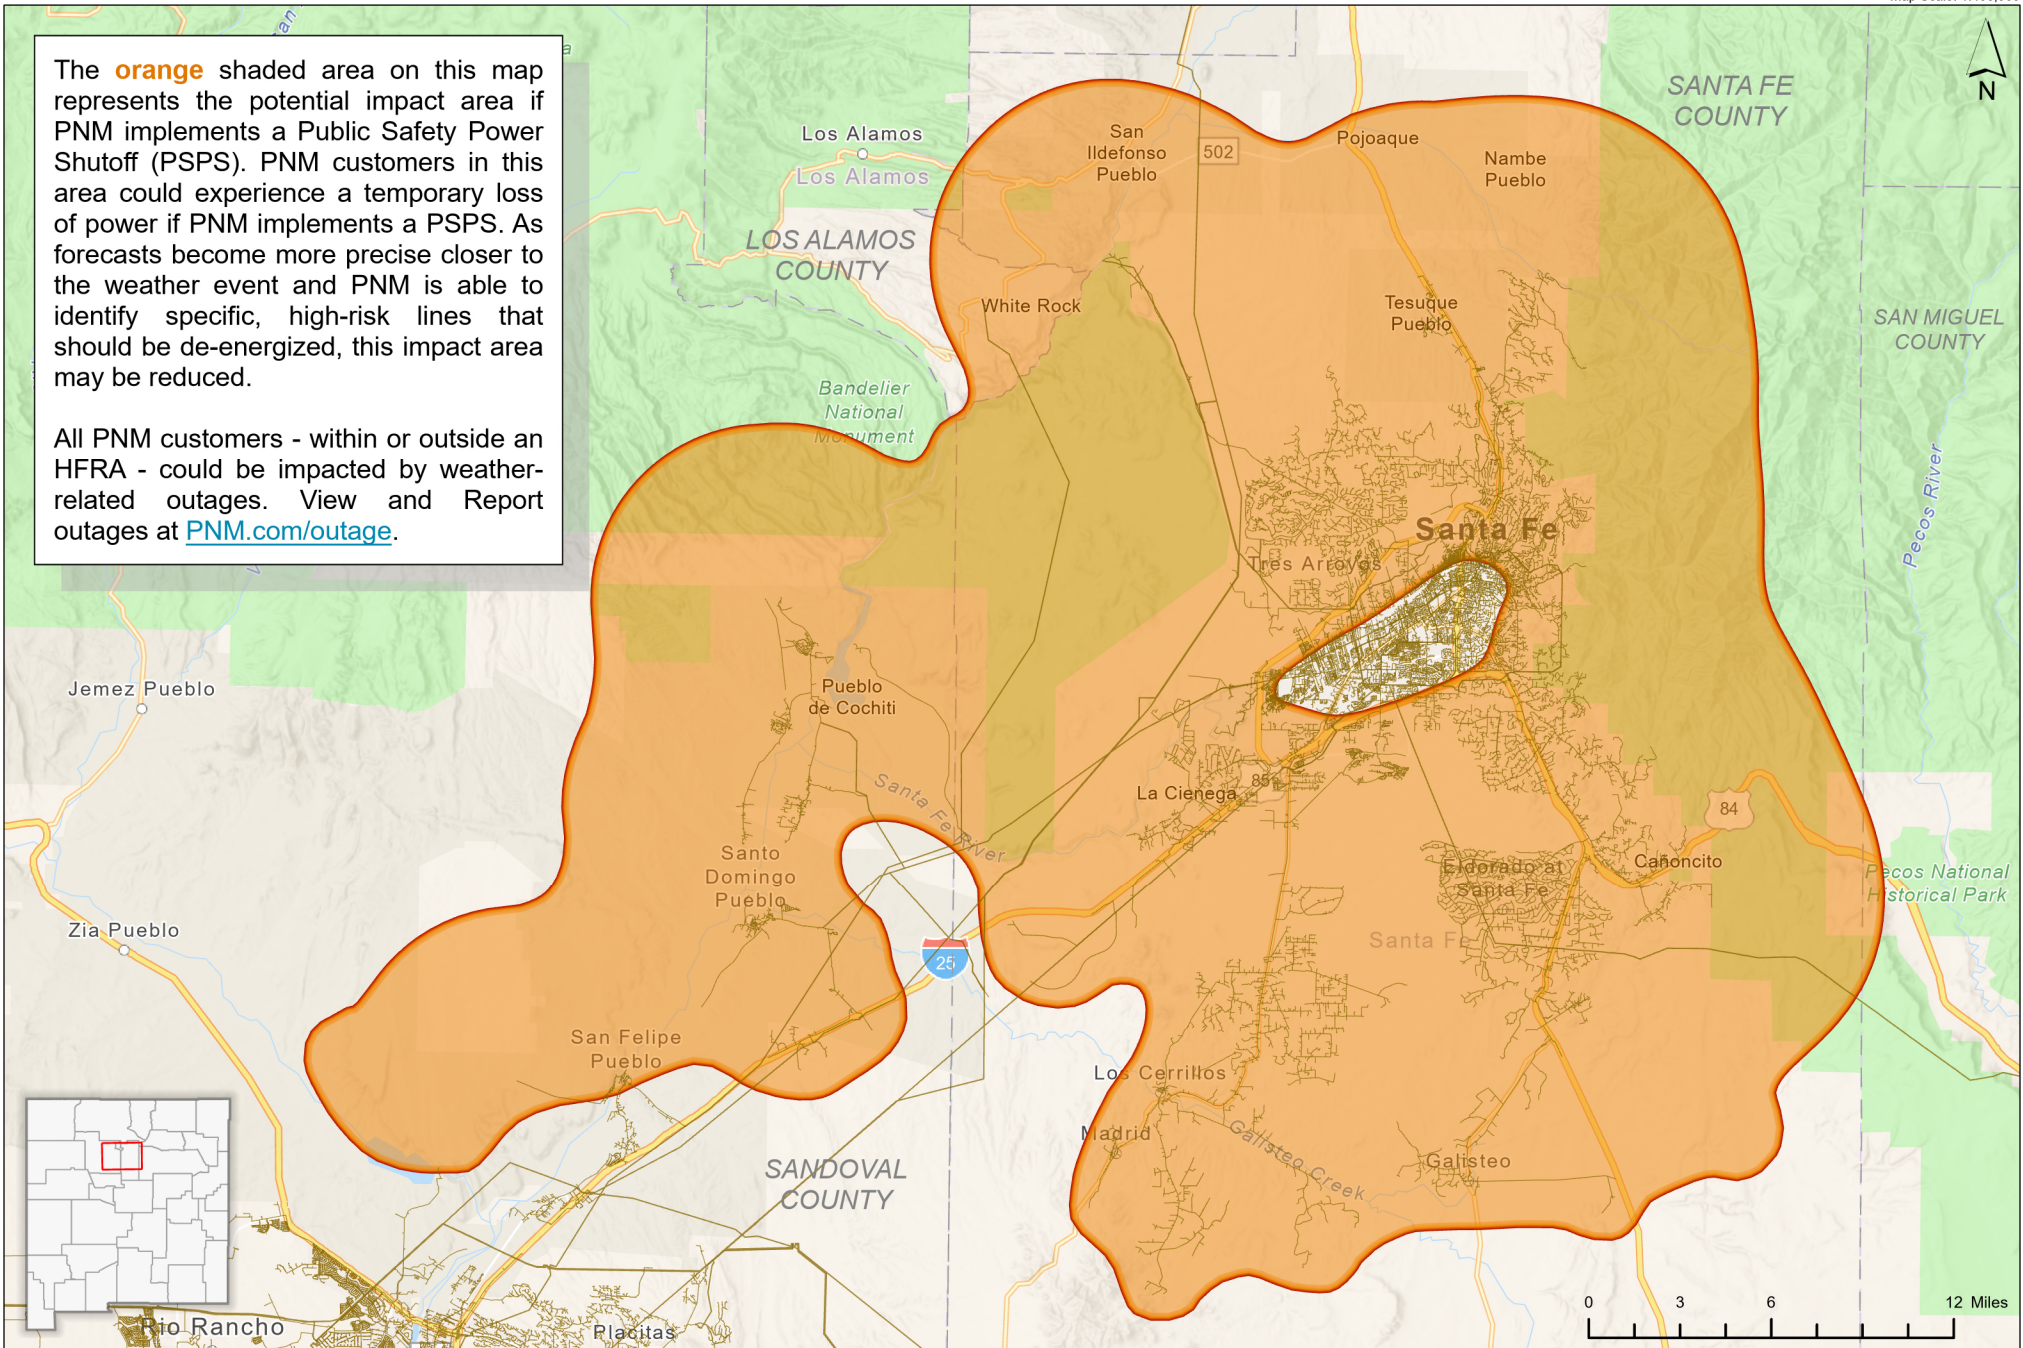 The orange shaded area on this map
represents the potential impact area if
PNM implements a Public Safety Power
Shutoff (PSPS). PNM customers in this
area could experience a temporary loss
of power if PNM implements a PSPS. As
forecasts become more precise closer to
the weather event and PNM is able to
identify specific, high-risk lines that
should be de-energized, this impact area
may be reduced.
All PNM customers - within or outside an
HFRA - could be impacted by weather-
related outages. View and Report
outages at PNM.com/outage.
N
SANTA FE
COUNTY
Los Alamos
Los Alamos
San
Ildefonso
Pueblo
502
Pojoaque
Nambe
Pueblo
LOS ALAMOS
COUNTY
White Rock
Tesuque
Pueblo
SAN MIGUEL
COUNTY
Bandelier
National
Monument
Pecos River
Santa Fe
Tres Arroyos
Jemez Pueblo
Pueblo
de Cochiti
Santa Fe River
La Cienega
85
84
Santo
Domingo
Pueblo
Eldorado at
Santa Fe
Cañoncito
Pecos National
Historical Park
Zia Pueblo
25
Santa Fe
San Felipe
Pueblo
Los Cerrillos
Madrid
Galisteo Creek
Galisteo
SANDOVAL
COUNTY
Rio Rancho
Placitas
0 3 6 12 Miles